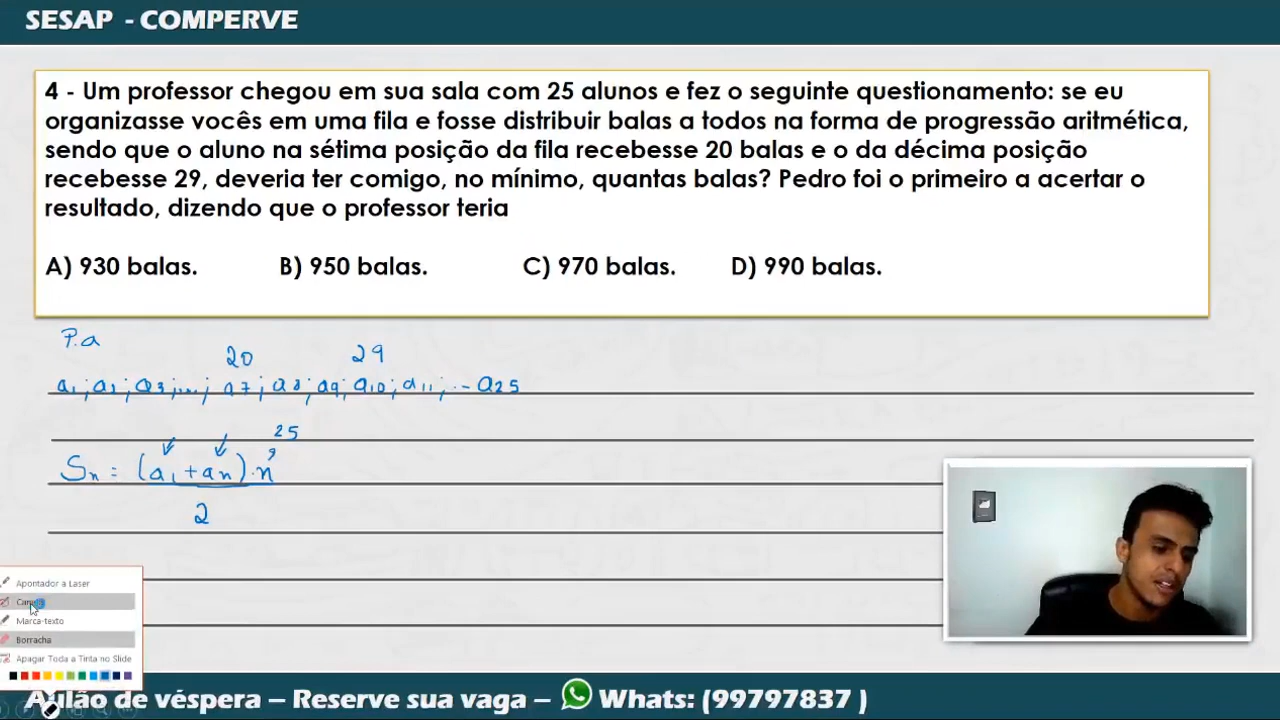 SESAP - COMPERVE
4 - Um professor chegou em sua sala com 25 alunos e fez o seguinte questionamento: se eu
organizasse vocês em uma fila e fosse distribuir balas a todos na forma de progressão aritmética,
sendo que o aluno na sétima posição da fila recebesse 20 balas e o da décima posição
recebesse 29, deveria ter comigo, no mínimo, quantas balas? Pedro foi o primeiro a acertar o
resultado, dizendo que o professor teria
A) 930 balas. B) 950 balas. C) 970 balas. D) 990 balas.
P.a
20 29
a1; a2; a3; ...; a7; a8; a9; a10; a11; ... a25
25
Sn = (a1 + an) . n
2
Apontador a Laser
Marca-texto
Borracha
Apagar Toda a Tinta no Slide
Aulão de véspera – Reserve sua vaga – Whats: (99797837 )